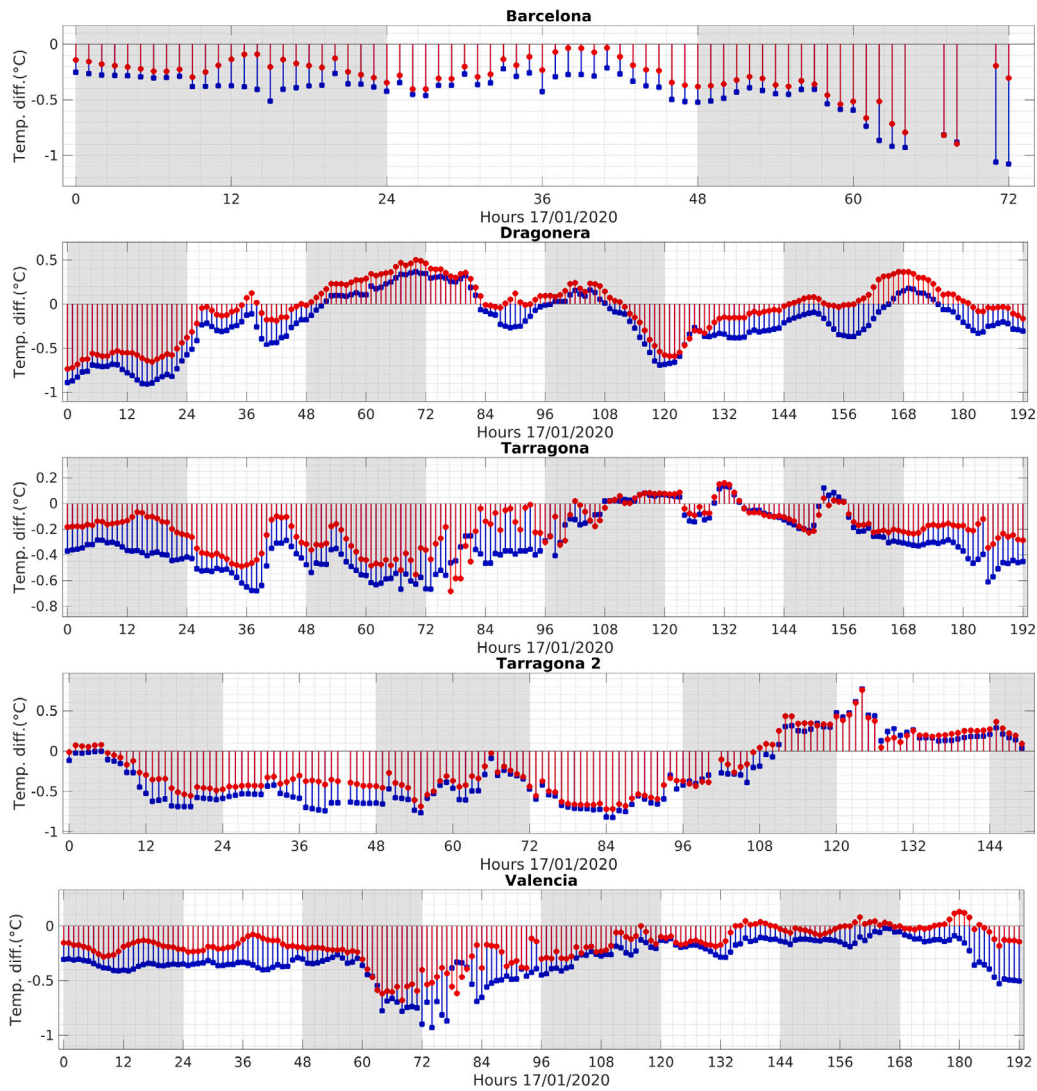 Barcelona
Temp. diff.(°C)
0
-0.5
-1
0 12 24 36 48 60 72
Hours 17/01/2020
Dragonera
Temp. diff.(°C)
0.5
0
-0.5
-1
0 12 24 36 48 60 72 84 96 108 120 132 144 156 168 180 192
Hours 17/01/2020
Tarragona
Temp. diff.(°C)
0.2
0
-0.2
-0.4
-0.6
-0.8
0 12 24 36 48 60 72 84 96 108 120 132 144 156 168 180 192
Hours 17/01/2020
Tarragona 2
Temp. diff.(°C)
0.5
0
-0.5
-1
0 12 24 36 48 60 72 84 96 108 120 132 144
Hours 17/01/2020
Valencia
Temp. diff.(°C)
0
-0.5
-1
0 12 24 36 48 60 72 84 96 108 120 132 144 156 168 180 192
Hours 17/01/2020